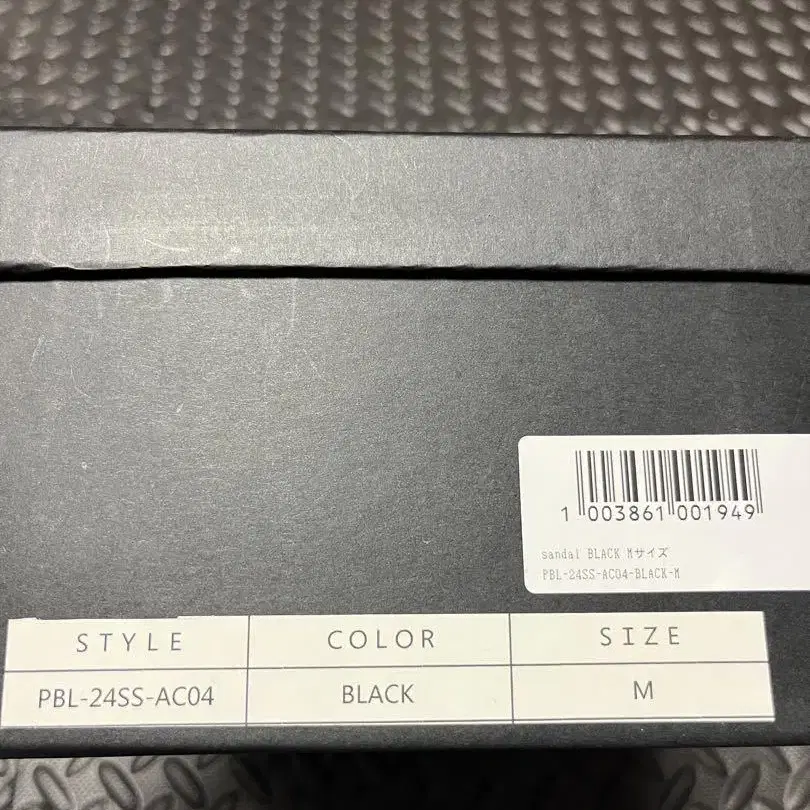 1 003861 001949
sandal BLACK Mサイズ
PBL-24SS-AC04-BLACK-M
STYLE COLOR SIZE
PBL-24SS-AC04 BLACK M